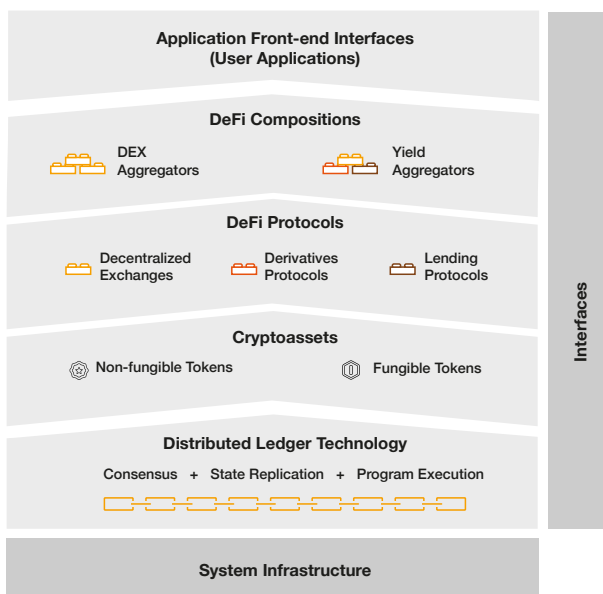 Application Front-end Interfaces
(User Applications)
DeFi Compositions
DEX
Aggregators
Yield
Aggregators
DeFi Protocols
Decentralized
Exchanges
Derivatives
Protocols
Lending
Protocols
Cryptoassets
Non-fungible Tokens
Fungible Tokens
Distributed Ledger Technology
Consensus + State Replication + Program Execution
System Infrastructure
Interfaces